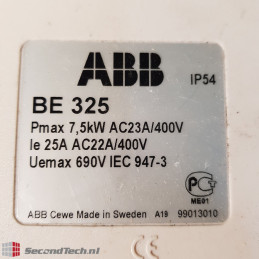 ABB
IP54
BE 325
Pmax 7,5kW AC23A/400V
Ie 25A AC22A/400V
Uemax 690V IEC 947-3
ME01
ABB Cewe Made in Sweden A19 99013010
SecondTech.nl